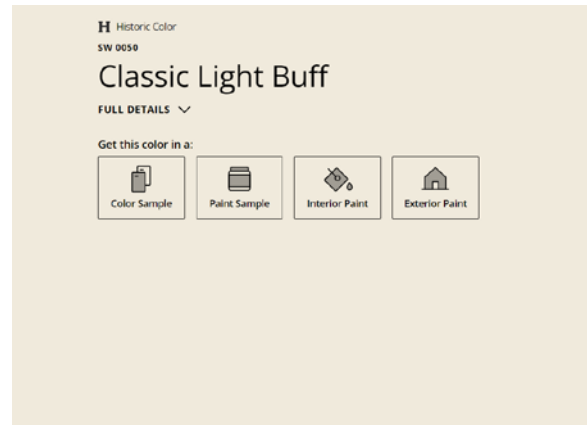 H Historic Color
SW 0050
Classic Light Buff
FULL DETAILS
Get this color in a:
Color Sample
Paint Sample
Interior Paint
Exterior Paint